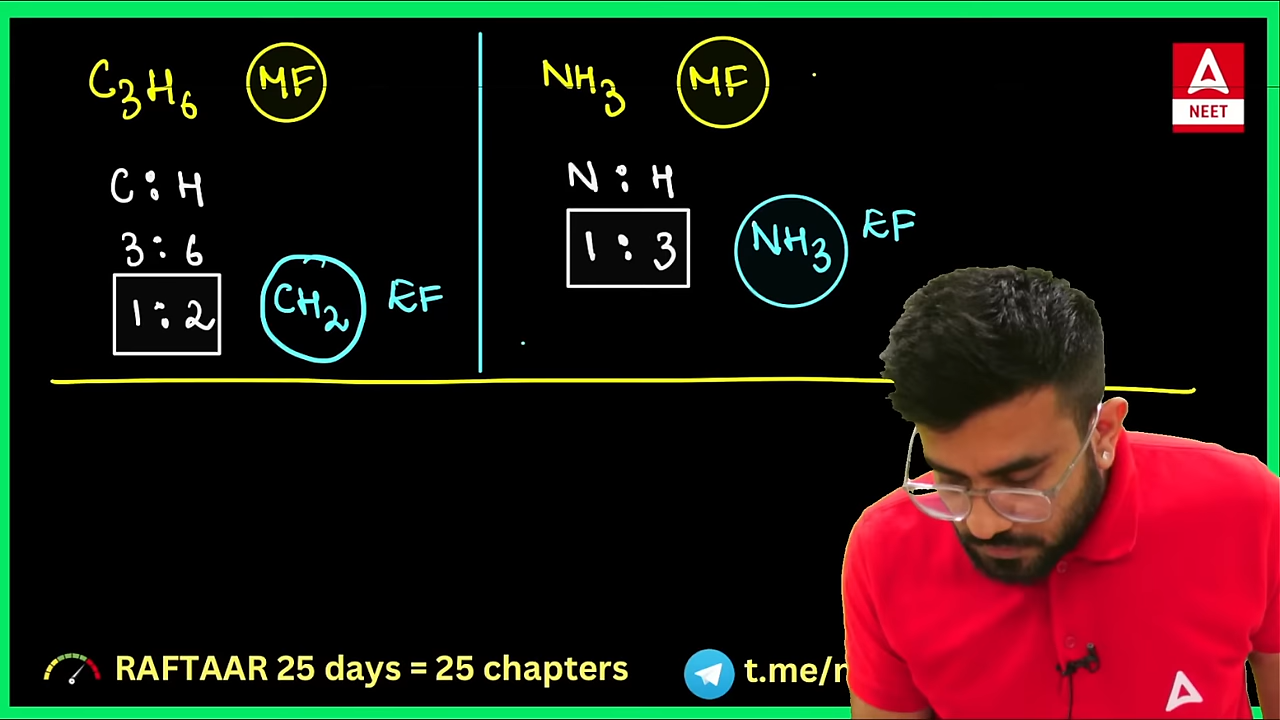 C3H6 MF
C : H
3 : 6
1 : 2
CH2 EF
NH3 MF
N : H
1 : 3
NH3 EF
NEET
RAFTAAR 25 days = 25 chapters
t.me/